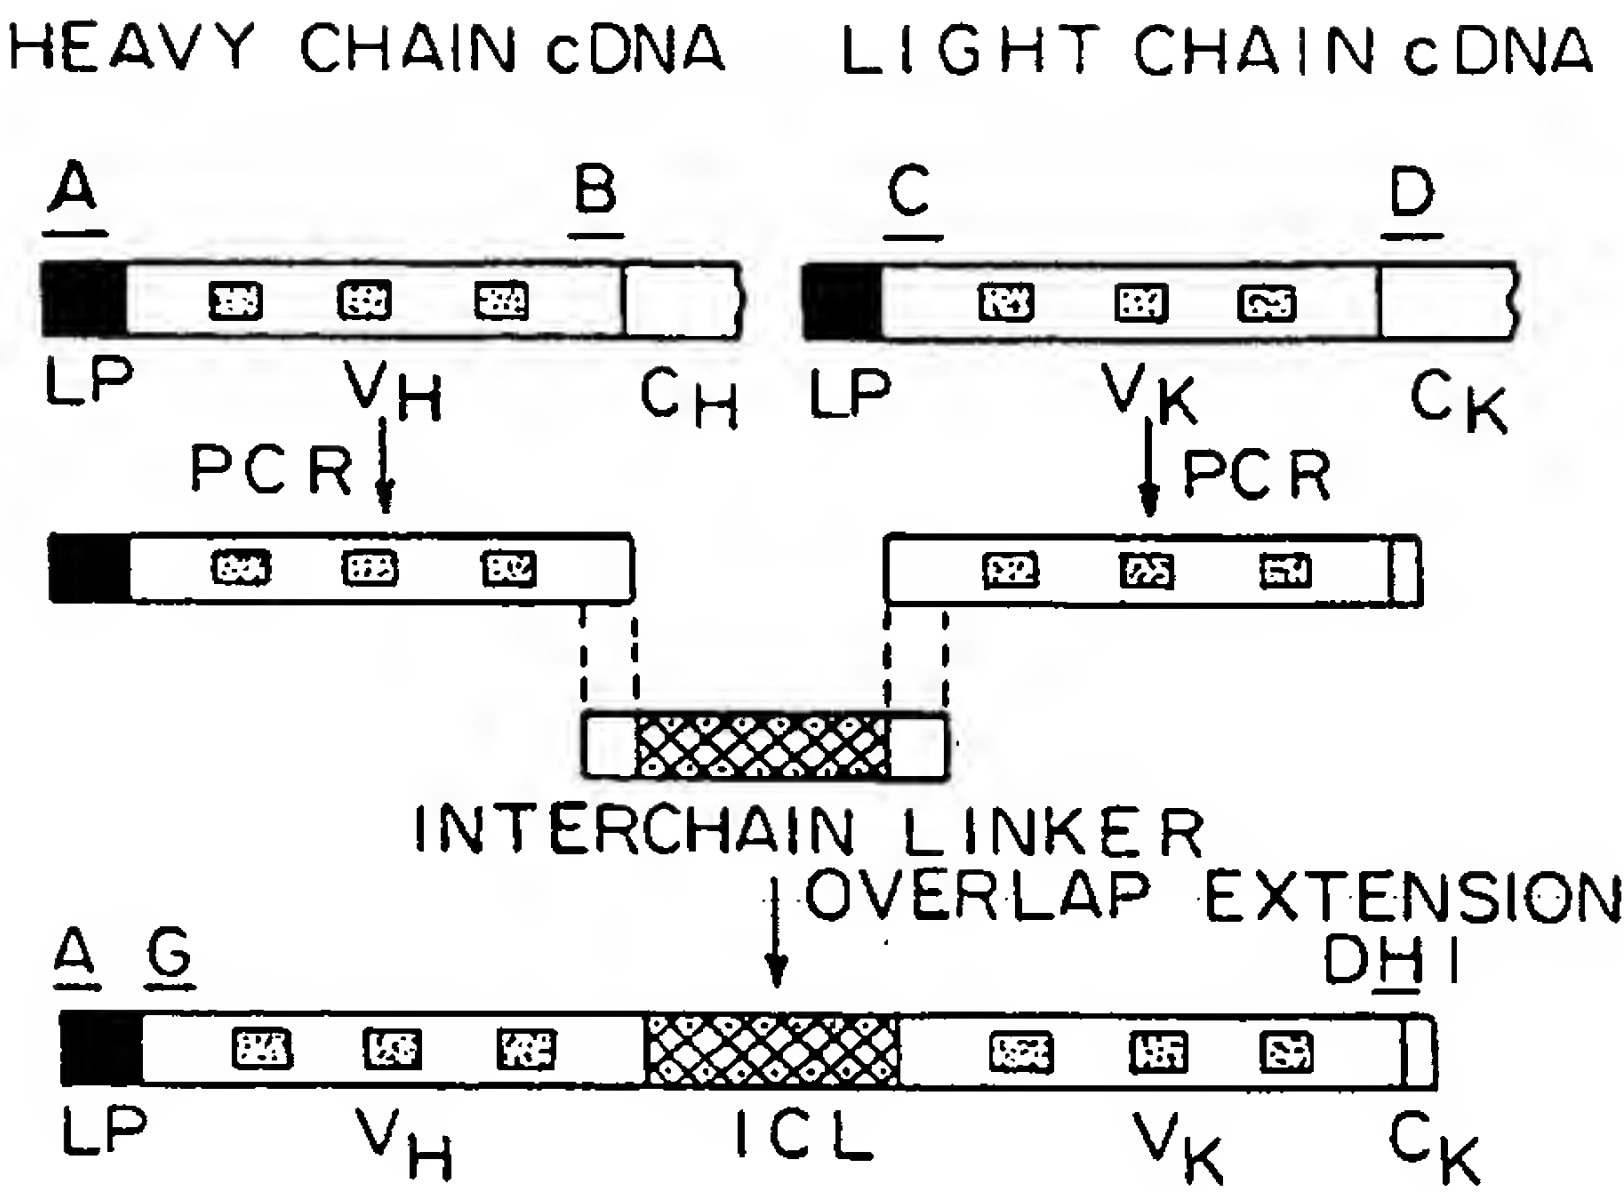 HEAVY CHAIN cDNA LIGHT CHAIN cDNA
A B C D
LP VH CH LP VK CK
PCR PCR
INTERCHAIN LINKER
OVERLAP EXTENSION
A G DHI
LP VH ICL VK CK